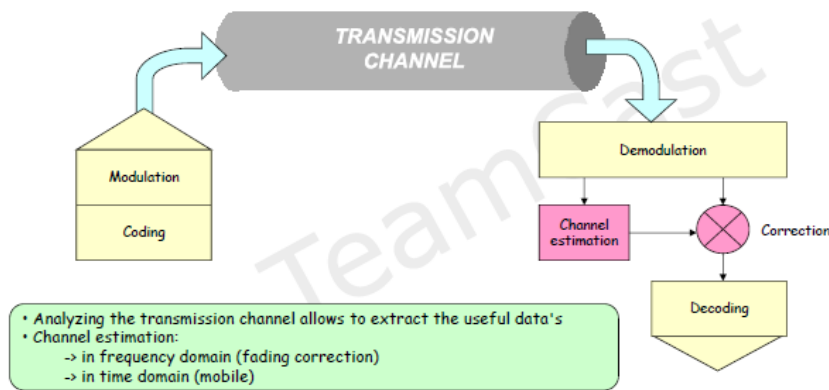 TRANSMISSION
CHANNEL
Modulation
Coding
Demodulation
Channel
estimation
Correction
Decoding
TeamCast
• Analyzing the transmission channel allows to extract the useful data's
• Channel estimation:
-> in frequency domain (fading correction)
-> in time domain (mobile)